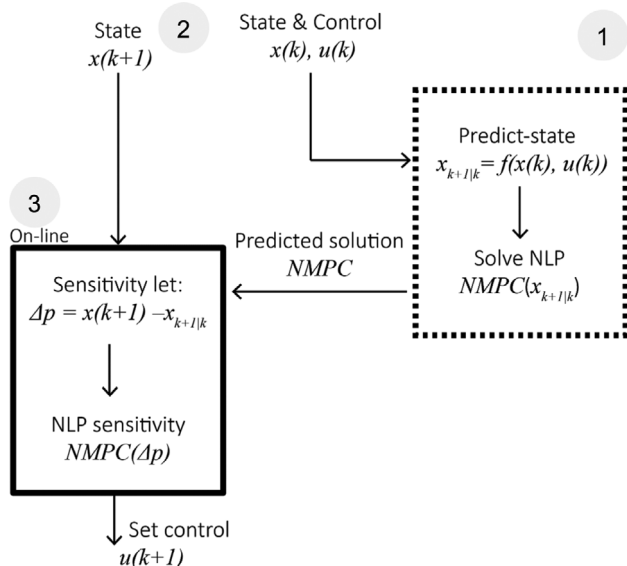 State & Control
x(k), u(k)
1
State
x(k+1)
2
Predict-state
x_{k+1|k}= f(x(k), u(k))
Solve NLP
NMPC(x_{k+1|k})
Predicted solution
NMPC
3
On-line
Sensitivity let:
Δp = x(k+1) –x_{k+1|k}
NLP sensitivity
NMPC(Δp)
Set control
u(k+1)